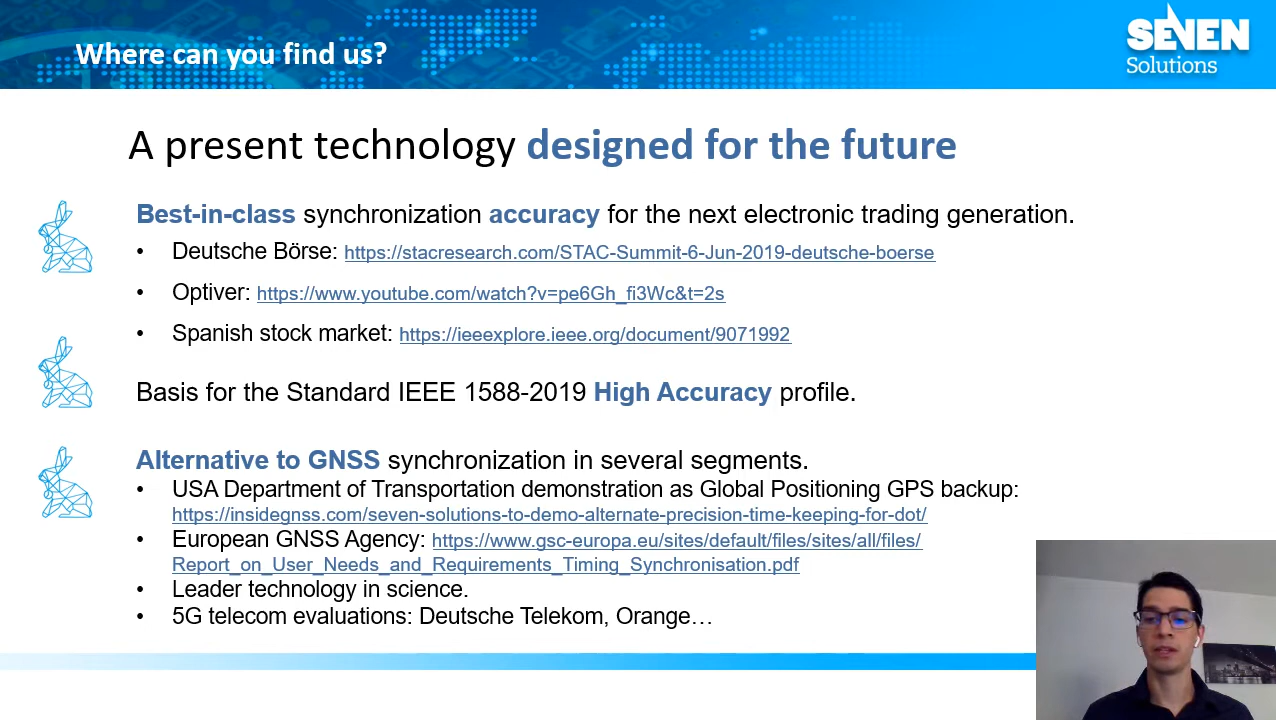 Where can you find us?
SEVEN
Solutions
A present technology designed for the future
Best-in-class synchronization accuracy for the next electronic trading generation.
• Deutsche Börse: https://stacresearch.com/STAC-Summit-6-Jun-2019-deutsche-boerse
• Optiver: https://www.youtube.com/watch?v=pe6Gh_fi3Wc&t=2s
• Spanish stock market: https://ieeexplore.ieee.org/document/9071992
Basis for the Standard IEEE 1588-2019 High Accuracy profile.
Alternative to GNSS synchronization in several segments.
• USA Department of Transportation demonstration as Global Positioning GPS backup:
https://insidegnss.com/seven-solutions-to-demo-alternate-precision-time-keeping-for-dot/
• European GNSS Agency: https://www.gsc-europa.eu/sites/default/files/sites/all/files/
Report_on_User_Needs_and_Requirements_Timing_Synchronisation.pdf
• Leader technology in science.
• 5G telecom evaluations: Deutsche Telekom, Orange…